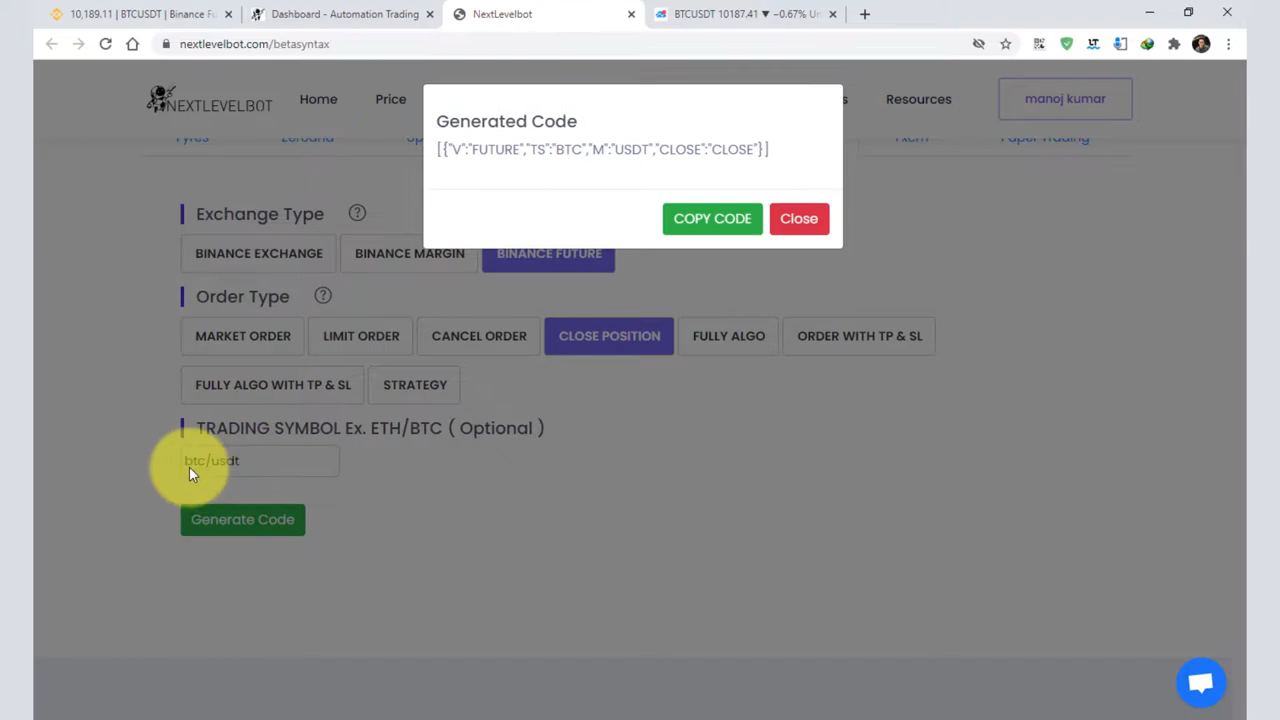 10,189.11 | BTCUSDT | Binance Fu
Dashboard - Automation Trading
NextLevelbot
BTCUSDT 10187.41 ▼ −0.67% Un
nextlevelbot.com/betasyntax
NEXTLEVELBOT
Home
Price
s
Resources
manoj kumar
Generated Code
[{"V":"FUTURE","TS":"BTC","M":"USDT","CLOSE":"CLOSE"}]
COPY CODE
Close
Fyres
Zerodha
Paper Trading
Exchange Type
BINANCE EXCHANGE
BINANCE MARGIN
BINANCE FUTURE
Order Type
MARKET ORDER
LIMIT ORDER
CANCEL ORDER
CLOSE POSITION
FULLY ALGO
ORDER WITH TP & SL
FULLY ALGO WITH TP & SL
STRATEGY
TRADING SYMBOL Ex. ETH/BTC ( Optional )
btc/usdt
Generate Code